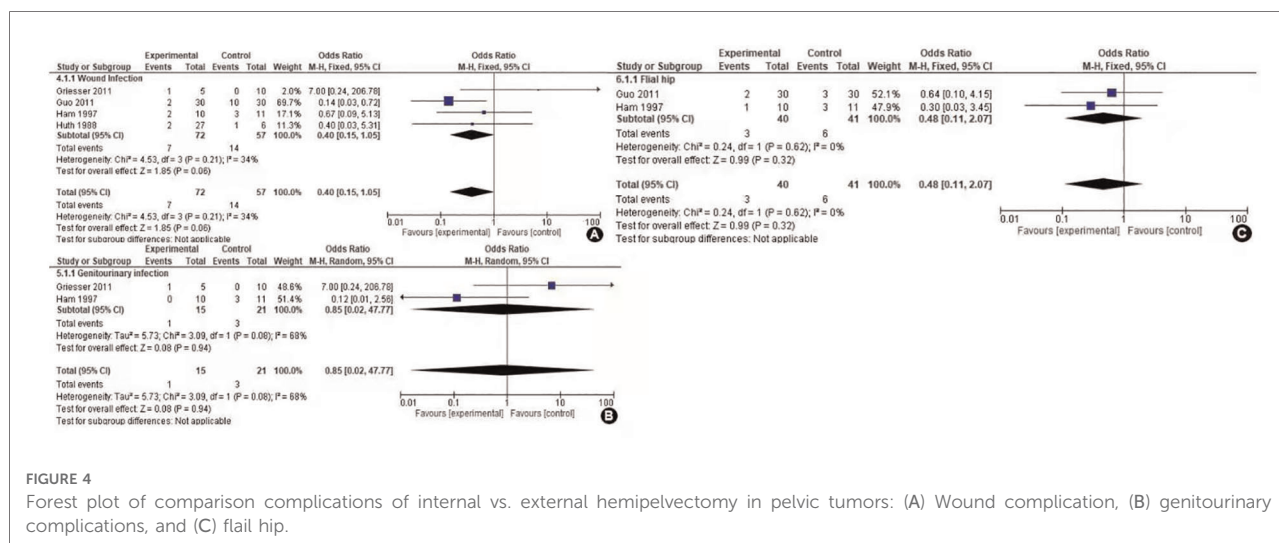 Experimental Control Odds Ratio Odds Ratio
Study or Subgroup Events Total Events Total Weight M-H, Fixed, 95% CI M-H, Fixed, 95% CI
4.1.1 Wound Infection
Griesser 2011 1 5 0 10 2.0% 7.00 [0.24, 206.78]
Guo 2011 2 30 10 30 69.7% 0.14 [0.03, 0.72]
Ham 1997 2 10 3 11 17.1% 0.67 [0.09, 5.13]
Huth 1988 2 27 1 6 11.3% 0.40 [0.03, 5.31]
Subtotal (95% CI) 72 57 100.0% 0.40 [0.15, 1.05]
Total events 7 14
Heterogeneity: Chi² = 4.53, df = 3 (P = 0.21); I² = 34%
Test for overall effect: Z = 1.85 (P = 0.06)
Total (95% CI) 72 57 100.0% 0.40 [0.15, 1.05]
Total events 7 14
Heterogeneity: Chi² = 4.53, df = 3 (P = 0.21); I² = 34%
Test for overall effect: Z = 1.85 (P = 0.06)
Test for subgroup differences: Not applicable
0.01 0.1 1 10 100
Favours [experimental] Favours [control]
A
Experimental Control Odds Ratio Odds Ratio
Study or Subgroup Events Total Events Total Weight M-H, Random, 95% CI M-H, Random, 95% CI
5.1.1 Genitourinary infection
Griesser 2011 1 5 0 10 48.6% 7.00 [0.24, 206.78]
Ham 1997 0 10 3 11 51.4% 0.12 [0.01, 2.56]
Subtotal (95% CI) 15 21 100.0% 0.85 [0.02, 47.77]
Total events 1 3
Heterogeneity: Tau² = 5.73; Chi² = 3.09, df = 1 (P = 0.08); I² = 68%
Test for overall effect: Z = 0.08 (P = 0.94)
Total (95% CI) 15 21 100.0% 0.85 [0.02, 47.77]
Total events 1 3
Heterogeneity: Tau² = 5.73; Chi² = 3.09, df = 1 (P = 0.08); I² = 68%
Test for overall effect: Z = 0.08 (P = 0.94)
Test for subgroup differences: Not applicable
0.01 0.1 1 10 100
Favours [experimental] Favours [control]
B
Experimental Control Odds Ratio Odds Ratio
Study or Subgroup Events Total Events Total Weight M-H, Fixed, 95% CI M-H, Fixed, 95% CI
6.1.1 Flial hip
Guo 2011 2 30 3 30 52.1% 0.64 [0.10, 4.15]
Ham 1997 1 10 3 11 47.9% 0.30 [0.03, 3.45]
Subtotal (95% CI) 40 41 100.0% 0.48 [0.11, 2.07]
Total events 3 6
Heterogeneity: Chi² = 0.24, df = 1 (P = 0.62); I² = 0%
Test for overall effect: Z = 0.99 (P = 0.32)
Total (95% CI) 40 41 100.0% 0.48 [0.11, 2.07]
Total events 3 6
Heterogeneity: Chi² = 0.24, df = 1 (P = 0.62); I² = 0%
Test for overall effect: Z = 0.99 (P = 0.32)
Test for subgroup differences: Not applicable
0.01 0.1 1 10 100
Favours [experimental] Favours [control]
C
FIGURE 4
Forest plot of comparison complications of internal vs. external hemipelvectomy in pelvic tumors: (A) Wound complication, (B) genitourinary
complications, and (C) flail hip.